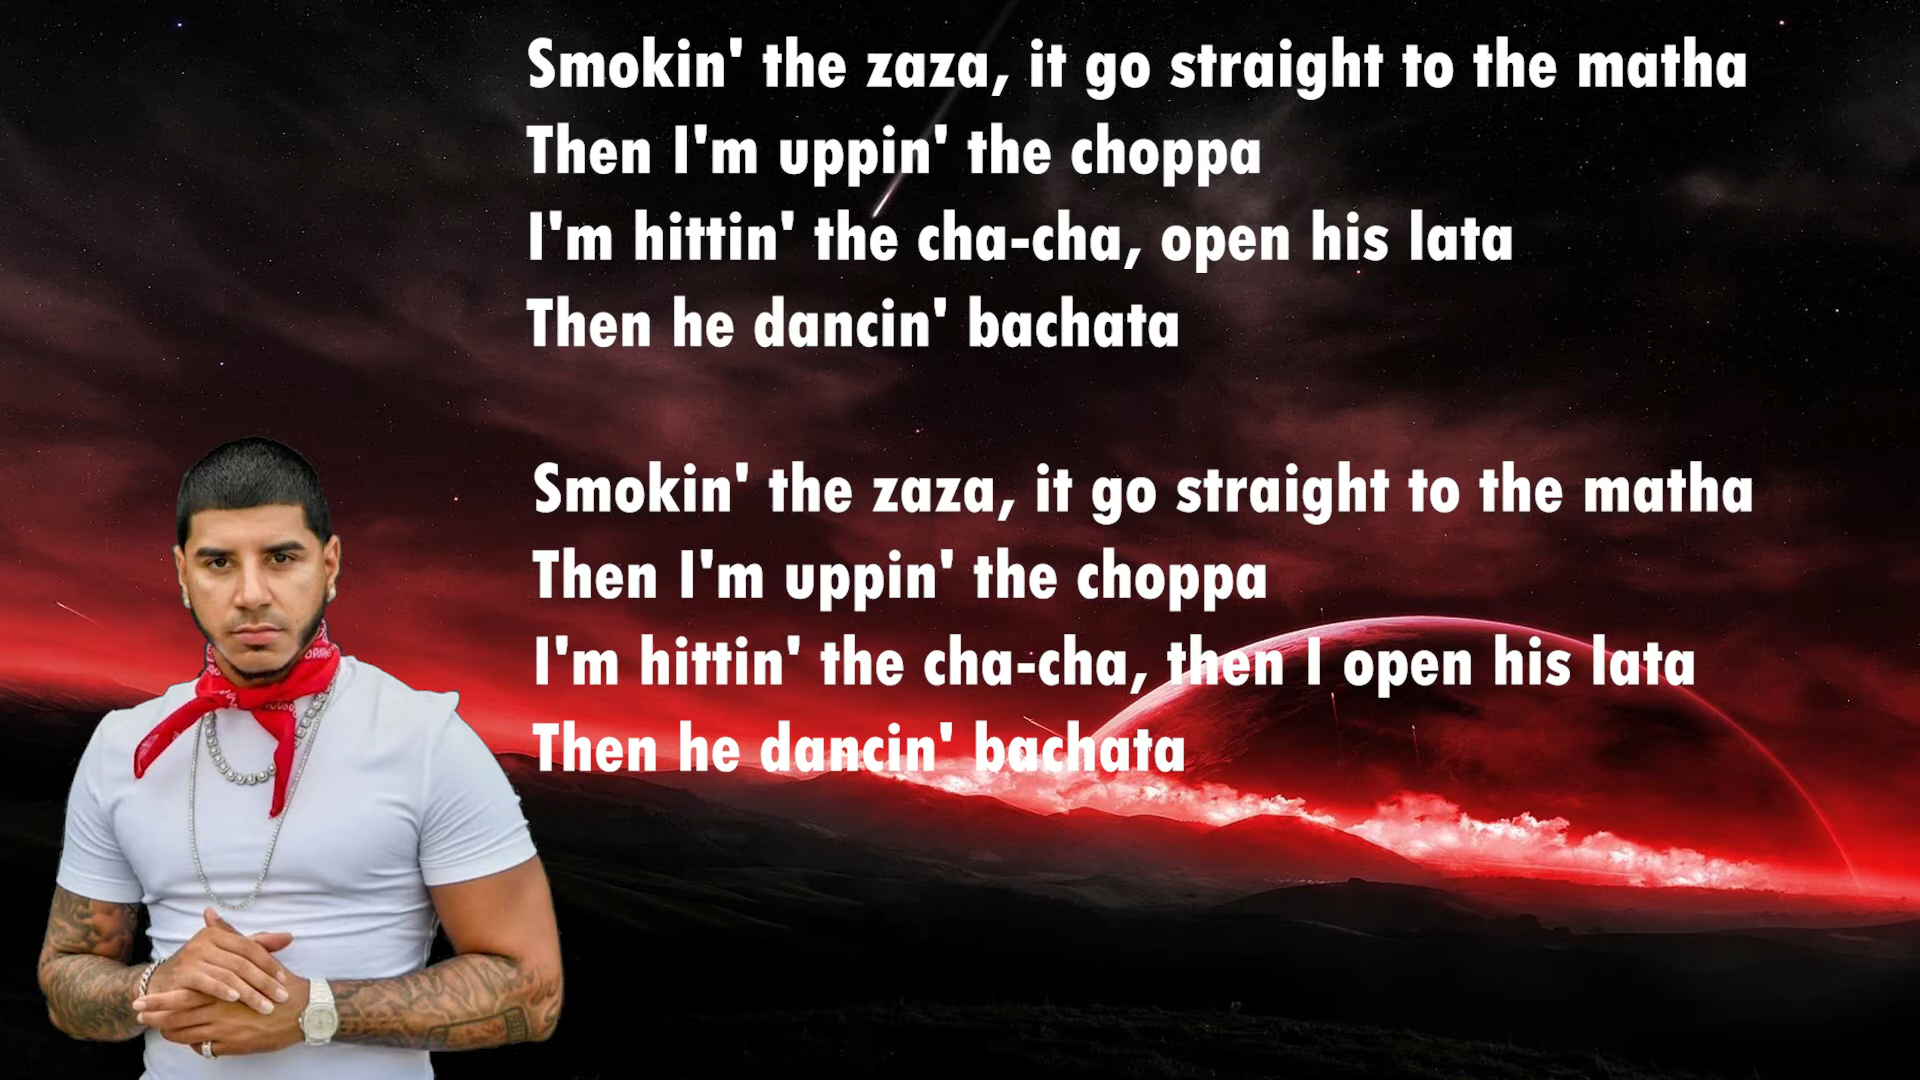 Smokin' the zaza, it go straight to the matha
Then I'm uppin' the choppa
I'm hittin' the cha-cha, open his lata
Then he dancin' bachata
Smokin' the zaza, it go straight to the matha
Then I'm uppin' the choppa
I'm hittin' the cha-cha, then I open his lata
Then he dancin' bachata